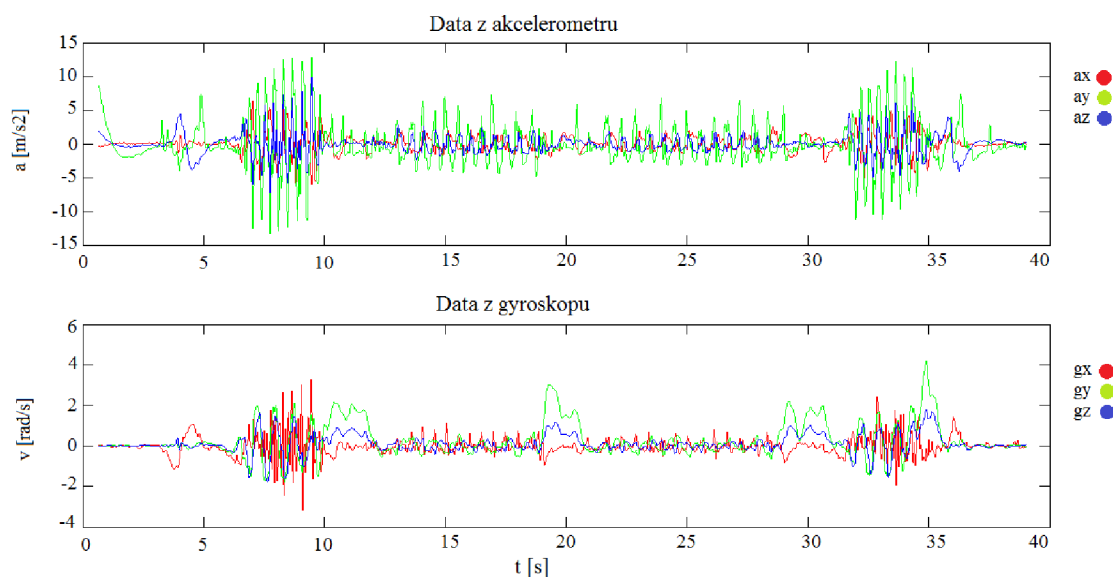 Data z akcelerometru
15
10
5
0
-5
-10
-15
a [m/s2]
0 5 10 15 20 25 30 35 40
ax
ay
az
Data z gyroskopu
6
4
2
0
-2
-4
v [rad/s]
0 5 10 15 20 25 30 35 40
t [s]
gx
gy
gz